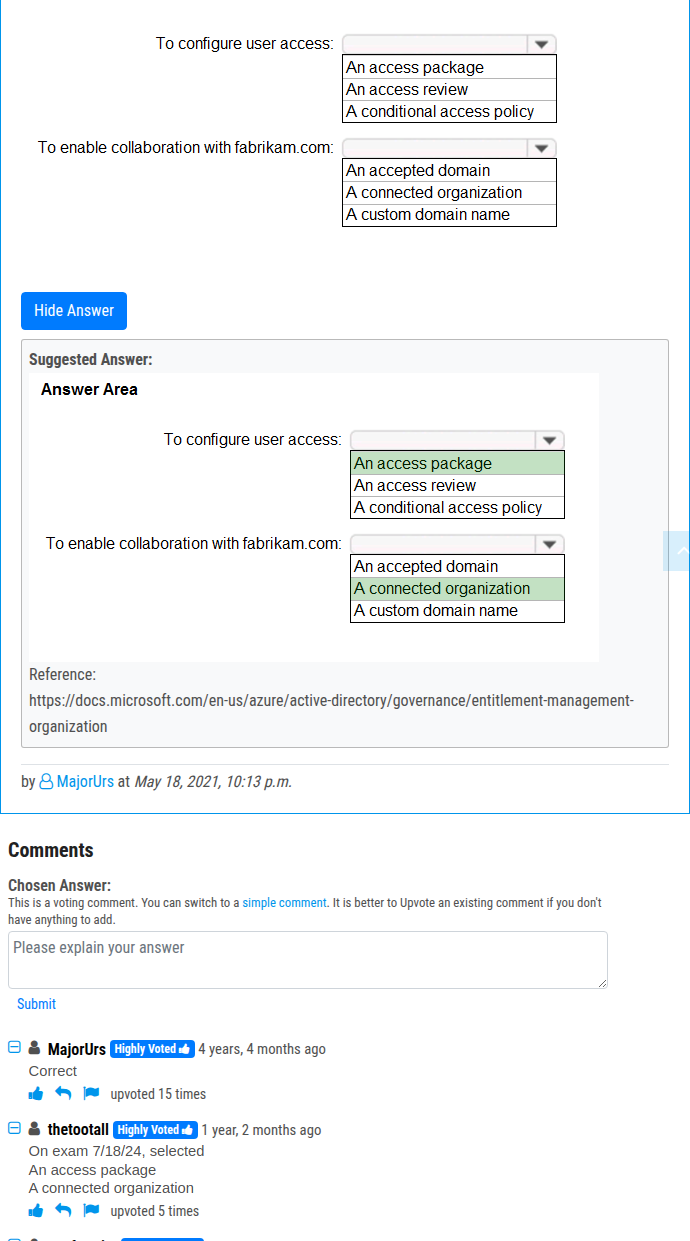 To configure user access:
An access package
An access review
A conditional access policy
To enable collaboration with fabrikam.com:
An accepted domain
A connected organization
A custom domain name
Hide Answer
Suggested Answer:
Answer Area
To configure user access:
An access package
An access review
A conditional access policy
To enable collaboration with fabrikam.com:
An accepted domain
A connected organization
A custom domain name
Reference:
https://docs.microsoft.com/en-us/azure/active-directory/governance/entitlement-management-
organization
by MajorUrs at May 18, 2021, 10:13 p.m.
Comments
Chosen Answer:
This is a voting comment. You can switch to a simple comment. It is better to Upvote an existing comment if you don't
have anything to add.
Please explain your answer
Submit
MajorUrs Highly Voted 4 years, 4 months ago
Correct
upvoted 15 times
thetootall Highly Voted 1 year, 2 months ago
On exam 7/18/24, selected
An access package
A connected organization
upvoted 5 times